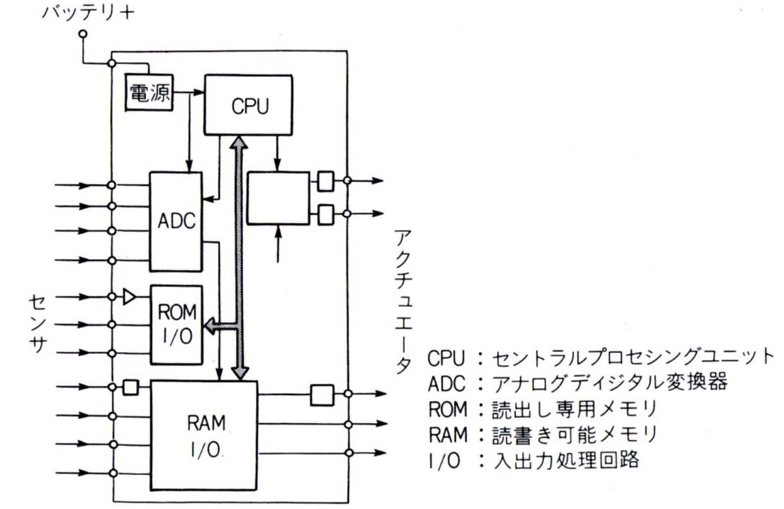 バッテリ＋
電源
CPU
ADC
アクチュエータ
センサ
ROM
I/O
RAM
I/O.
CPU：セントラルプロセシングユニット
ADC：アナログディジタル変換器
ROM：読出し専用メモリ
RAM：読書き可能メモリ
I/O：入出力処理回路